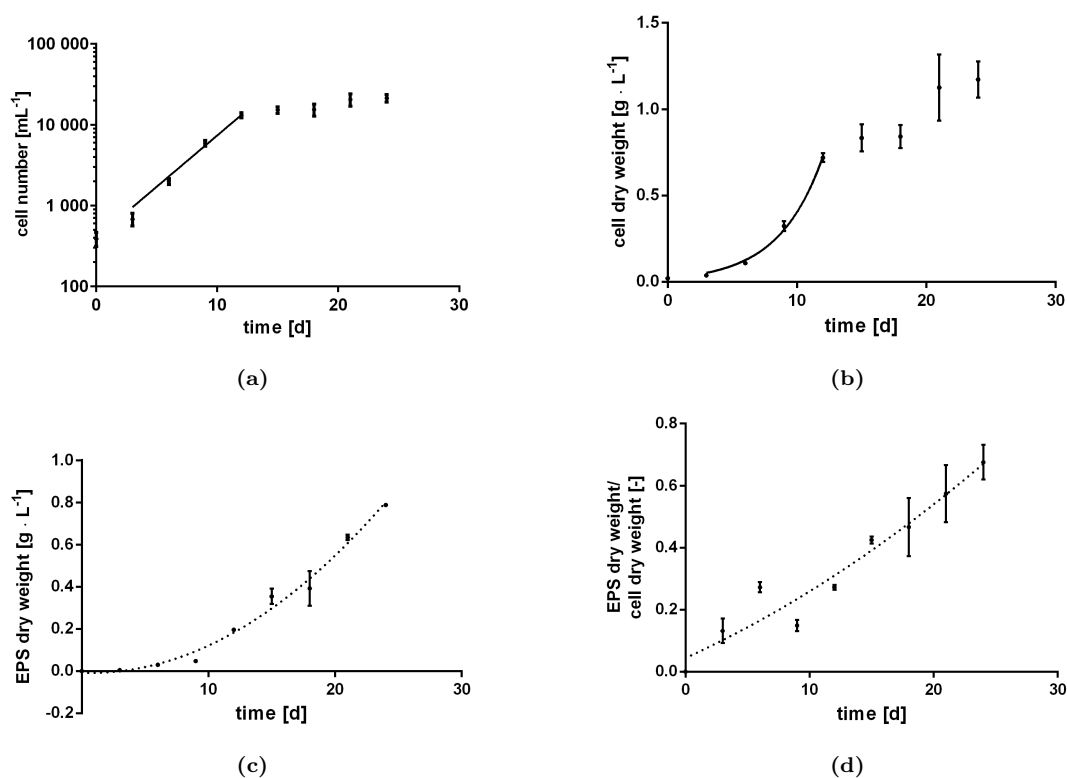 100 000
10 000
1 000
100
cell number [mL-1]
0 10 20 30
time [d]
(a)
1.5
1.0
0.5
0.0
cell dry weight [g · L-1]
0 10 20 30
time [d]
(b)
1.0
0.8
0.6
0.4
0.2
0.0
-0.2
EPS dry weight [g · L-1]
10 20 30
time [d]
(c)
0.8
0.6
0.4
0.2
0.0
EPS dry weight/
cell dry weight [-]
0 10 20 30
time [d]
(d)